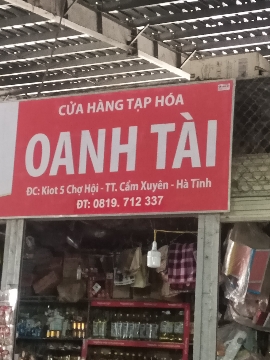 CỬA HÀNG TẠP HÓA
OANH TÀI
ĐC: Kiot 5 Chợ Hội - TT. Cẩm Xuyên - Hà Tĩnh
ĐT: 0819. 712 337